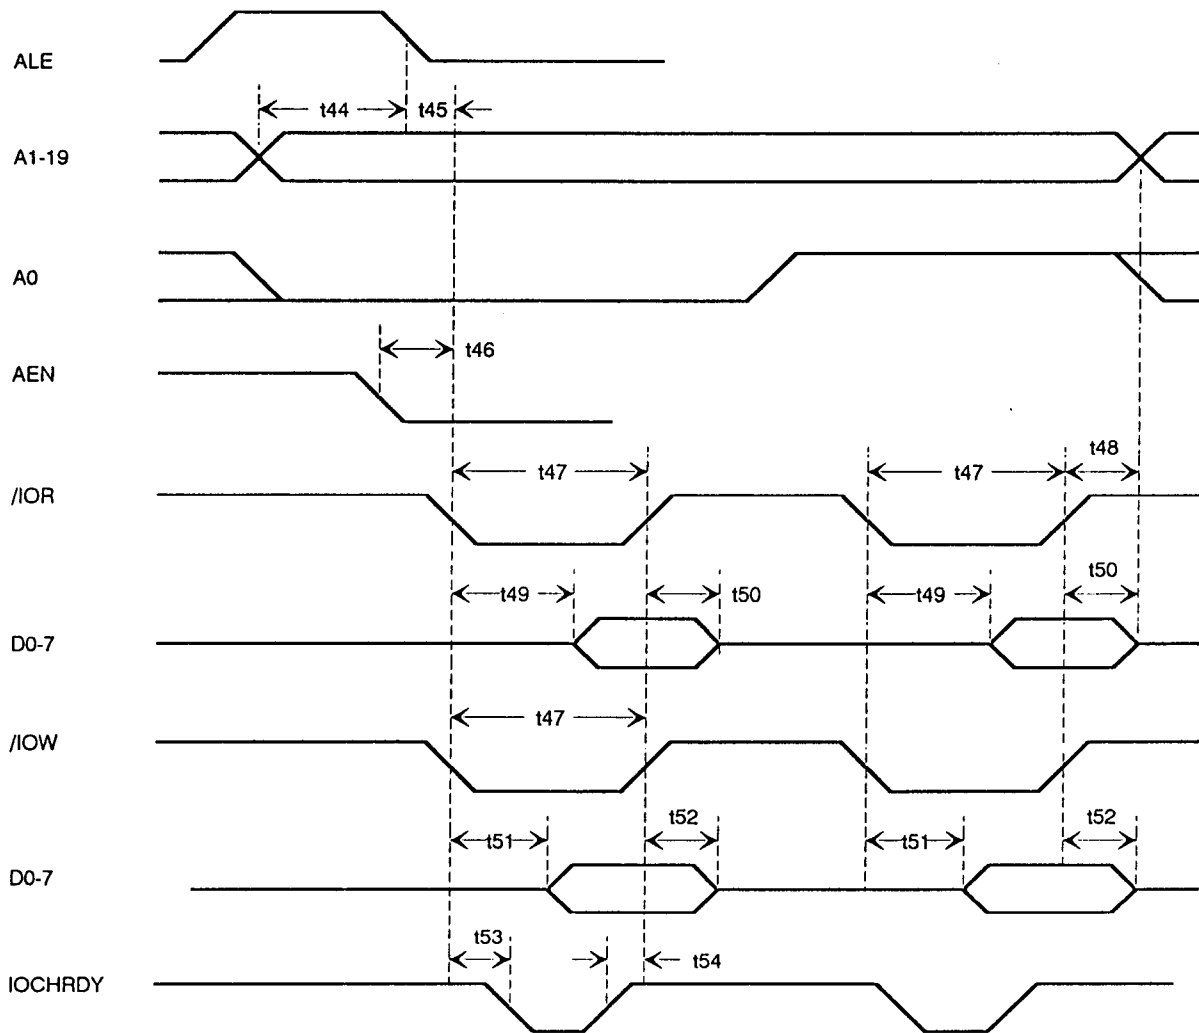 ALE
t44
t45
A1-19
A0
t46
AEN
t47
t47
t48
/IOR
t49
t50
t49
t50
D0-7
t47
/IOW
t51
t52
t51
t52
D0-7
t53
t54
IOCHRDY